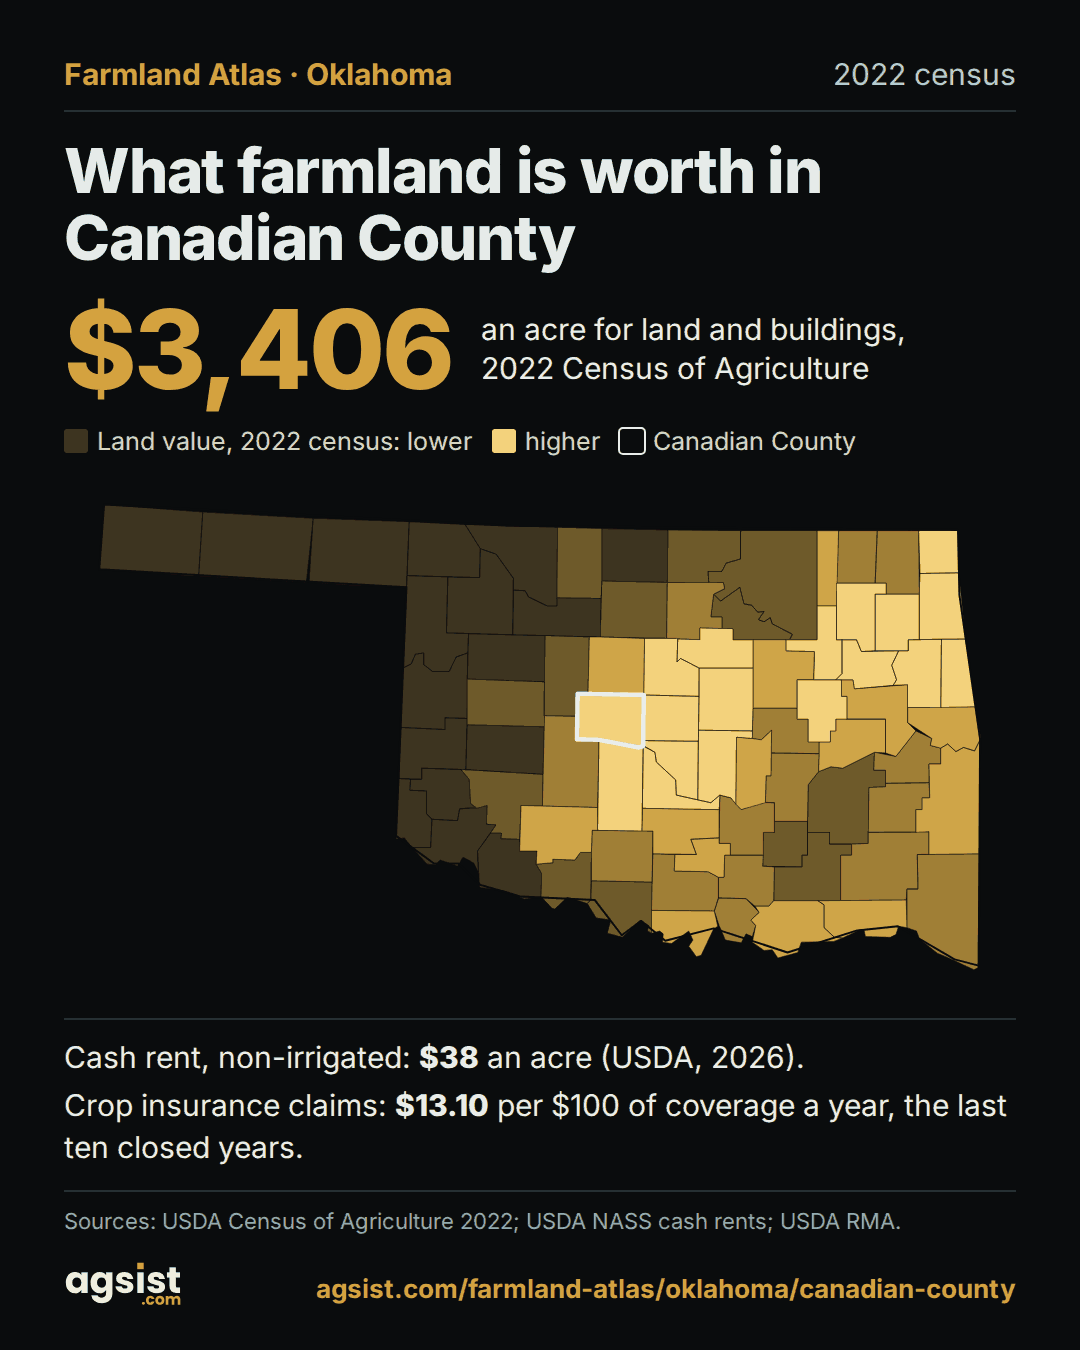 Farmland Atlas · Oklahoma
2022 census
What farmland is worth in
Canadian County
$3,406
an acre for land and buildings,
2022 Census of Agriculture
Land value, 2022 census: lower
higher
Canadian County
Cash rent, non-irrigated: $38 an acre (USDA, 2026).
Crop insurance claims: $13.10 per $100 of coverage a year, the last
ten closed years.
Sources: USDA Census of Agriculture 2022; USDA NASS cash rents; USDA RMA.
agsist
.com
agsist.com/farmland-atlas/oklahoma/canadian-county